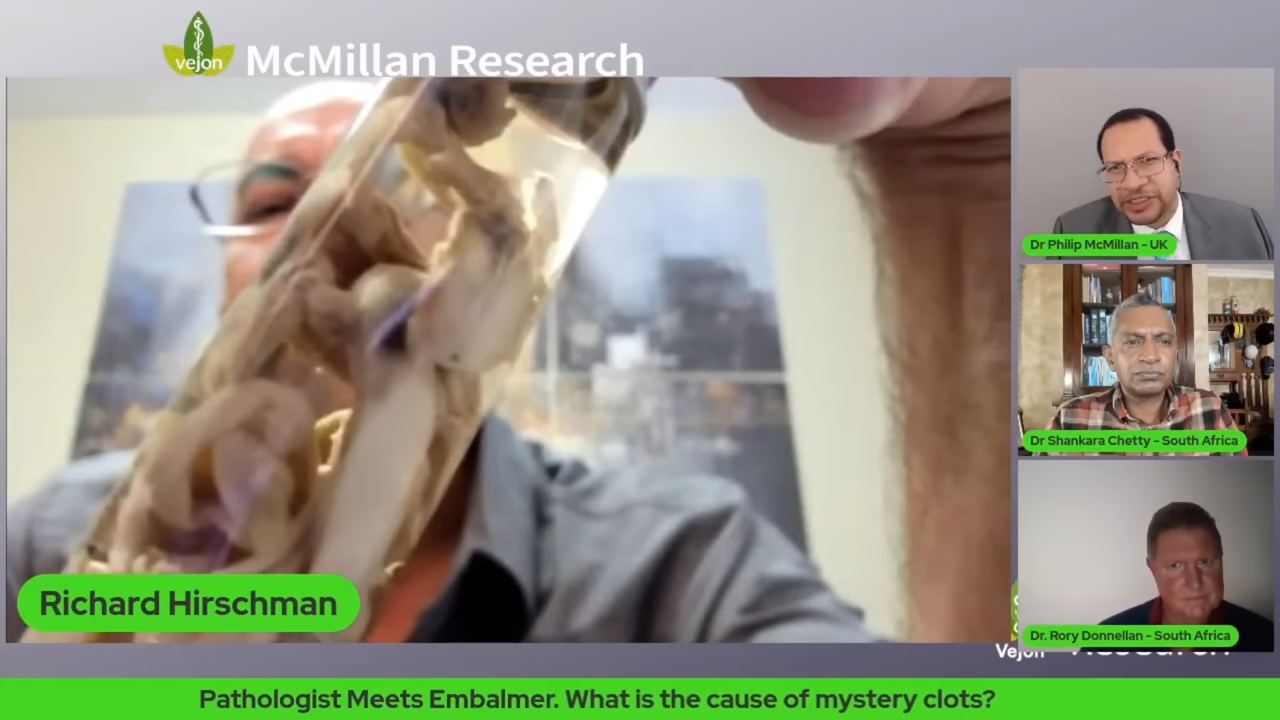 vejon
McMillan Research
Dr Philip McMillan - UK
Dr Shankara Chetty - South Africa
Richard Hirschman
Dr. Rory Donnellan - South Africa
Vejon
Pathologist Meets Embalmer. What is the cause of mystery clots?